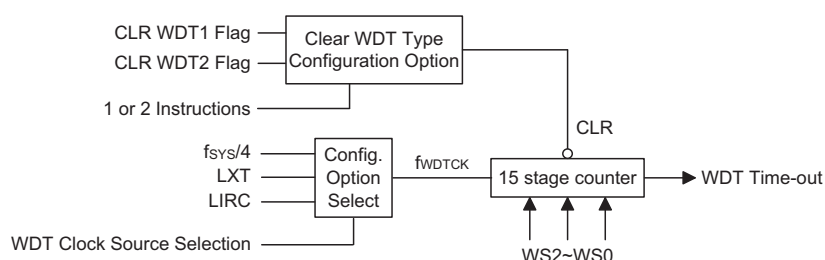 CLR WDT1 Flag
CLR WDT2 Flag
Clear WDT Type
Configuration Option
1 or 2 Instructions
CLR
fSYS/4
LXT
LIRC
Config.
Option
Select
fWDTCK
15 stage counter
WDT Time-out
WDT Clock Source Selection
WS2~WS0